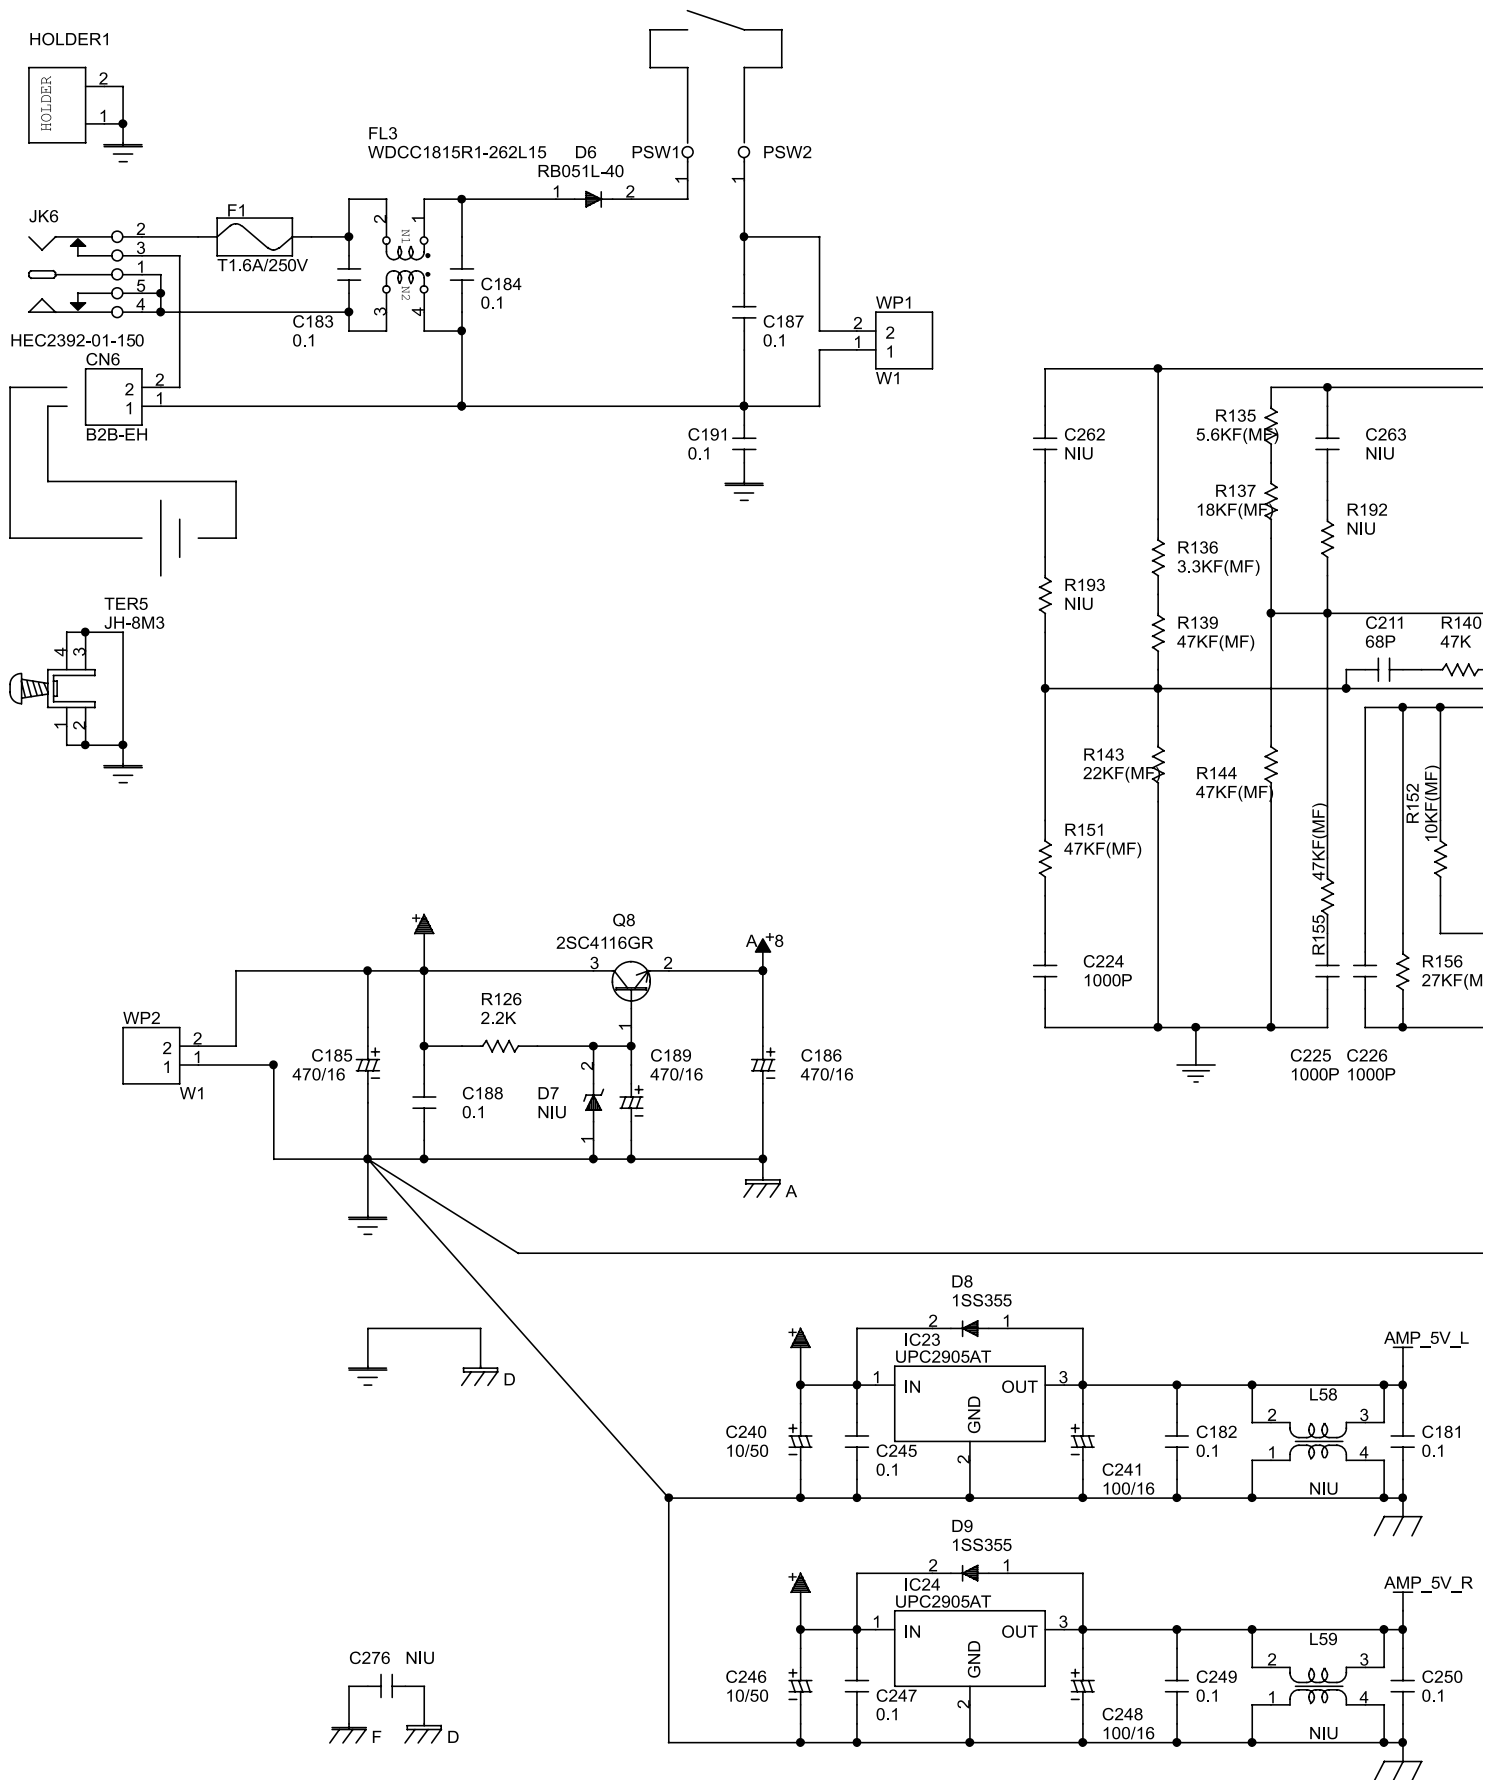 HOLDER1
HOLDER
2
1
FL3
WDCC1815R1-262L15
D6
RB051L-40
1
2
PSW1
1
PSW2
1
JK6
2
3
1
5
4
HEC2392-01-150
F1
T1.6A/250V
2
1
N1
N2
3
4
C183
0.1
C184
0.1
C187
0.1
WP1
2
1
2
1
W1
CN6
2
1
2
1
B2B-EH
C191
0.1
TER5
JH-8M3
4
3
1
2
C262
NIU
R193
NIU
R136
3.3KF(MF)
R139
47KF(MF)
R135
5.6KF(MF)
R137
18KF(MF)
C263
NIU
R192
NIU
C211
68P
R140
47K
R143
22KF(MF)
R144
47KF(MF)
R151
47KF(MF)
C224
1000P
R155
47KF(MF)
R152
10KF(MF)
R156
27KF(M
C225
1000P
C226
1000P
+
Q8
2SC4116GR
3
2
1
A
+8
R126
2.2K
WP2
2
1
2
1
W1
C185
470/16
+
-
C188
0.1
D7
NIU
2
1
C189
470/16
+
-
C186
470/16
+
-
A
D
D8
1SS355
2
1
IC23
UPC2905AT
1
IN
OUT
3
GND
2
+
C240
10/50
+
-
C245
0.1
C241
100/16
+
-
C182
0.1
L58
2
3
1
4
NIU
AMP_5V_L
C181
0.1
D9
1SS355
2
1
IC24
UPC2905AT
1
IN
OUT
3
GND
2
+
C246
10/50
+
-
C247
0.1
C248
100/16
+
-
C249
0.1
L59
2
3
1
4
NIU
AMP_5V_R
C250
0.1
C276
NIU
F
D